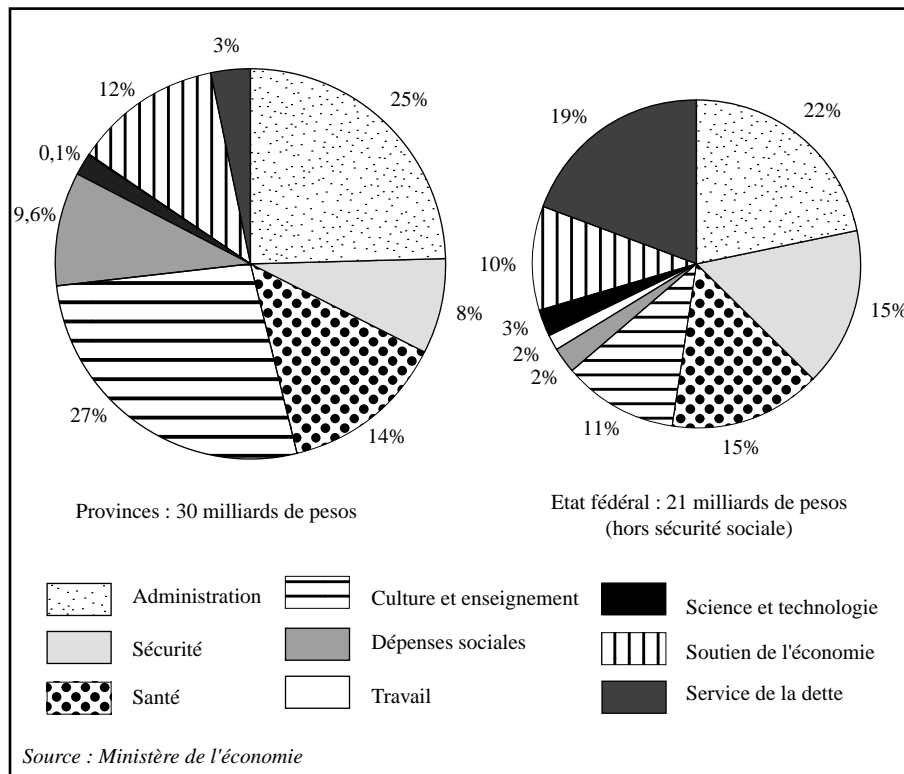 3%
12%
25%
0,1%
9,6%
8%
27%
14%
19%
22%
10%
15%
3%
2%
2%
11%
15%
Provinces : 30 milliards de pesos
Etat fédéral : 21 milliards de pesos
(hors sécurité sociale)
Administration
Culture et enseignement
Science et technologie
Sécurité
Dépenses sociales
Soutien de l'économie
Santé
Travail
Service de la dette
Source : Ministère de l'économie